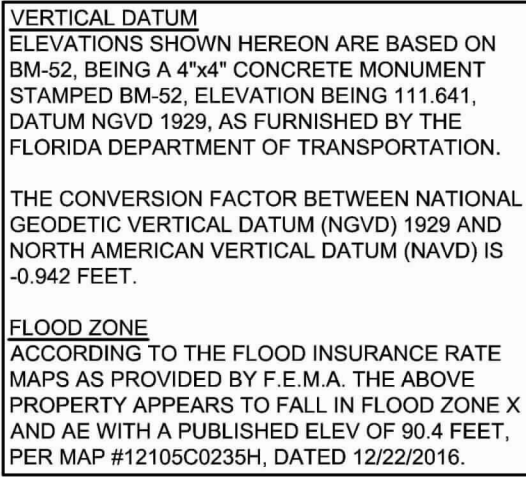 VERTICAL DATUM
ELEVATIONS SHOWN HEREON ARE BASED ON
BM-52, BEING A 4"x4" CONCRETE MONUMENT
STAMPED BM-52, ELEVATION BEING 111.641,
DATUM NGVD 1929, AS FURNISHED BY THE
FLORIDA DEPARTMENT OF TRANSPORTATION.
THE CONVERSION FACTOR BETWEEN NATIONAL
GEODETIC VERTICAL DATUM (NGVD) 1929 AND
NORTH AMERICAN VERTICAL DATUM (NAVD) IS
-0.942 FEET.
FLOOD ZONE
ACCORDING TO THE FLOOD INSURANCE RATE
MAPS AS PROVIDED BY F.E.M.A. THE ABOVE
PROPERTY APPEARS TO FALL IN FLOOD ZONE X
AND AE WITH A PUBLISHED ELEV OF 90.4 FEET,
PER MAP #12105C0235H, DATED 12/22/2016.